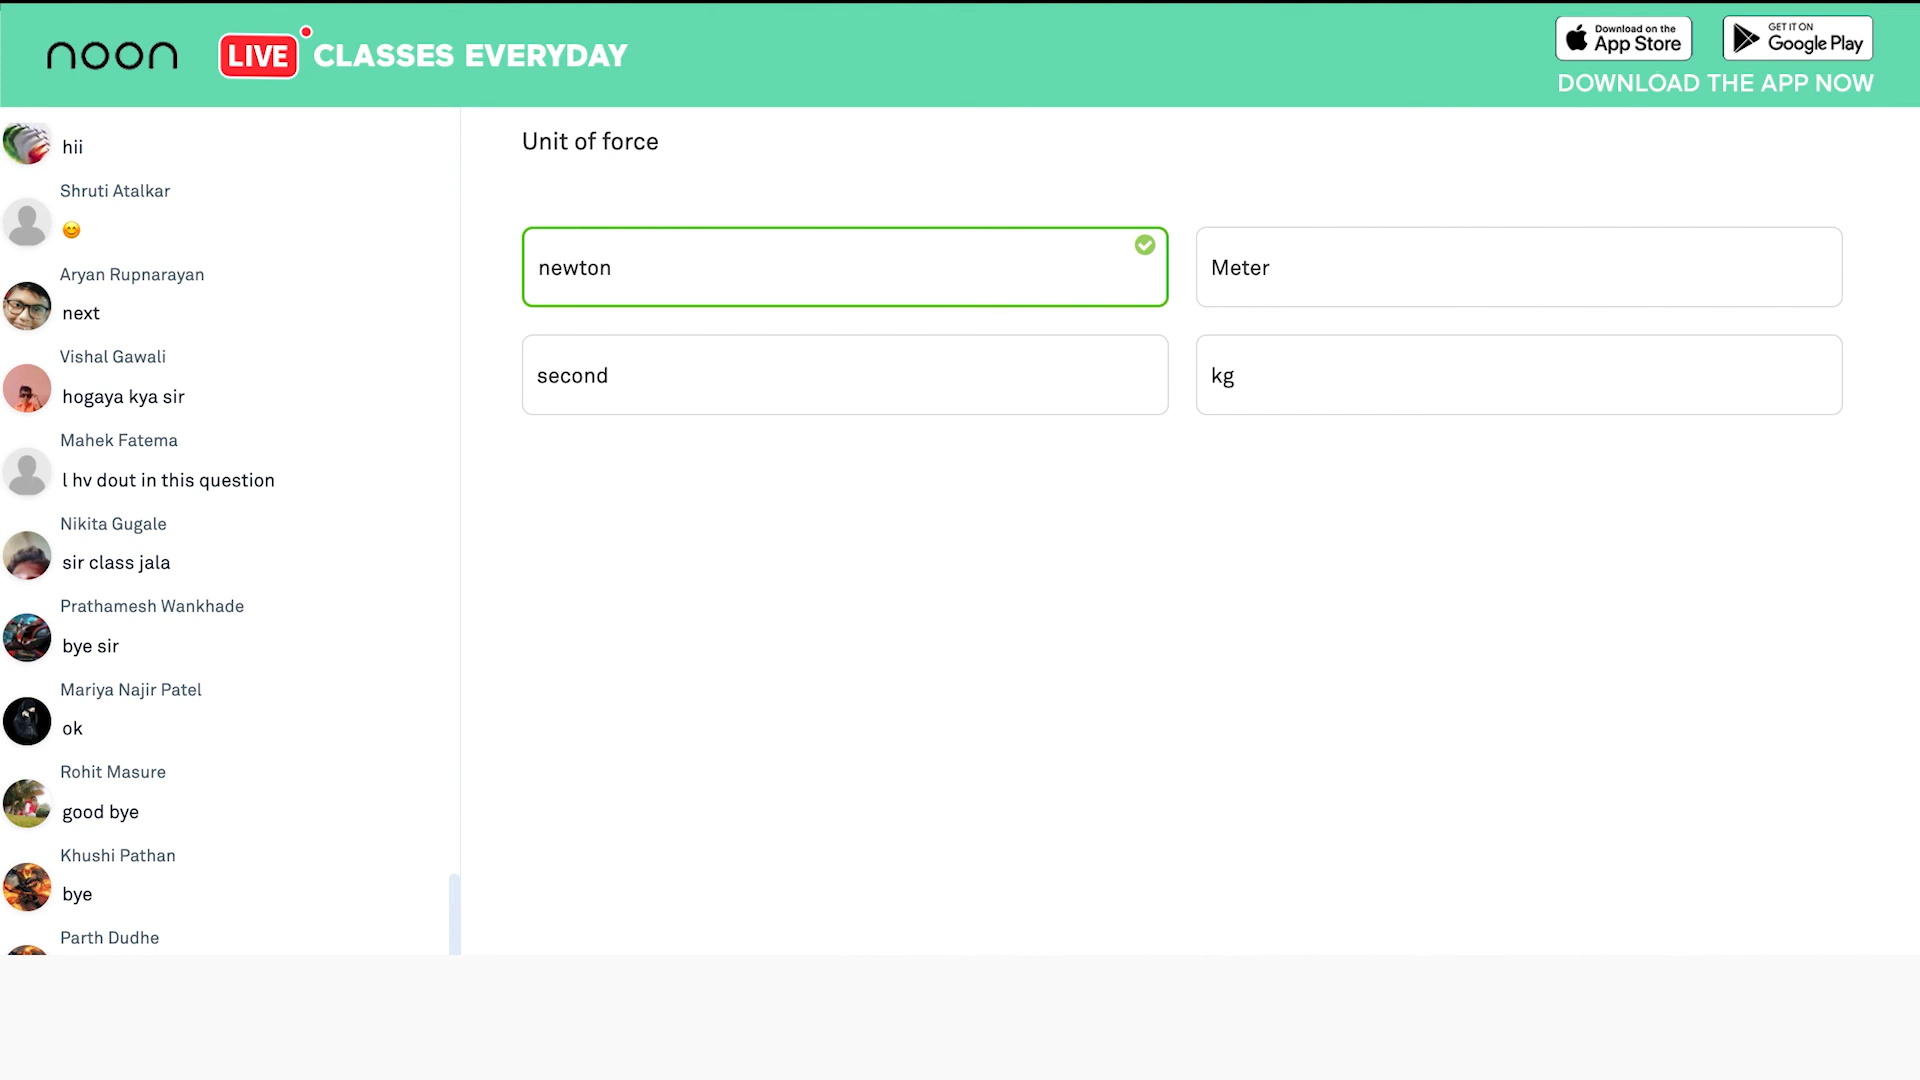 noon
LIVE CLASSES EVERYDAY
Download on the
App Store
GET IT ON
Google Play
DOWNLOAD THE APP NOW
hii
Shruti Atalkar
😊
Aryan Rupnarayan
next
Vishal Gawali
hogaya kya sir
Mahek Fatema
l hv dout in this question
Nikita Gugale
sir class jala
Prathamesh Wankhade
bye sir
Mariya Najir Patel
ok
Rohit Masure
good bye
Khushi Pathan
bye
Parth Dudhe
Unit of force
newton
Meter
second
kg